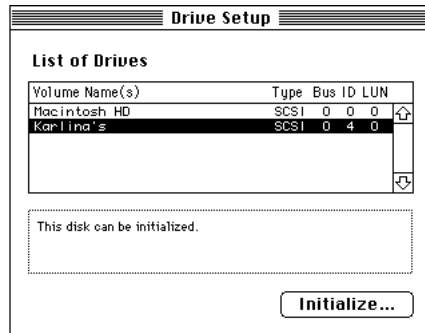 Drive Setup
List of Drives
Volume Name(s) Type Bus ID LUN
Macintosh HD SCSI 0 0 0
Karlina's SCSI 0 4 0
This disk can be initialized.
Initialize...